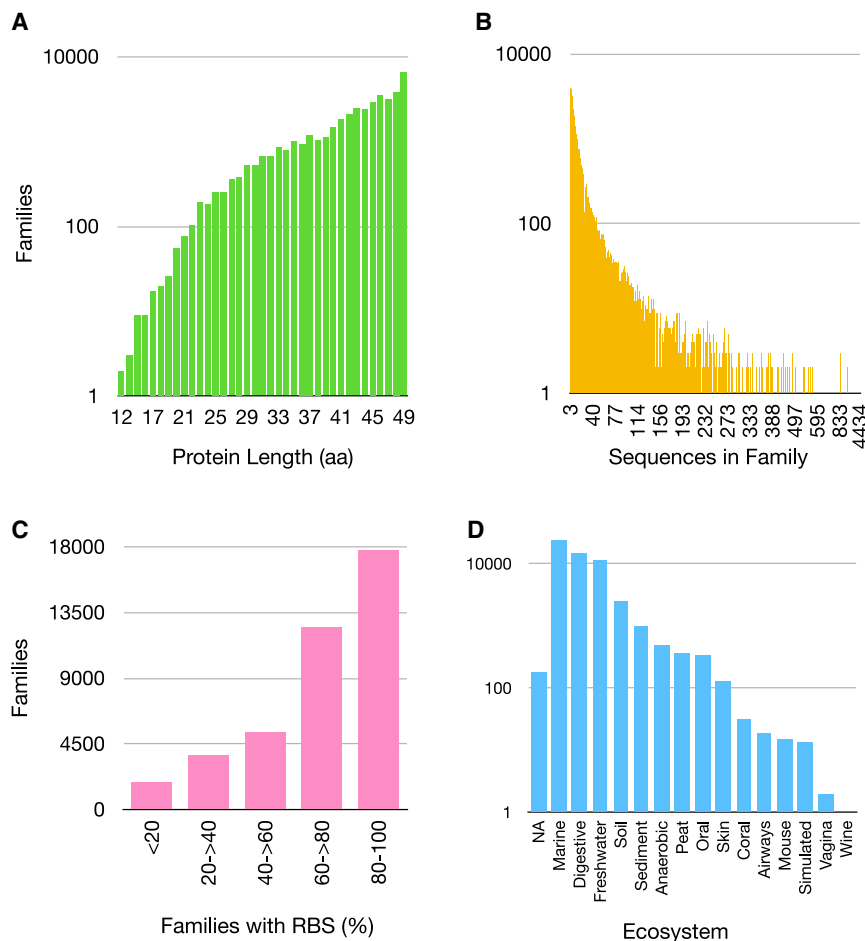 A
10000
100
1
Families
12 17 21 25 29 33 37 41 45 49
Protein Length (aa)
B
10000
100
1
3 40 77 114 156 193 232 273 333 388 497 595 833 4434
Sequences in Family
C
18000
13500
9000
4500
0
Families
<20 20->40 40->60 60->80 80-100
Families with RBS (%)
D
10000
100
1
NA Marine Digestive Freshwater Soil Sediment Anaerobic Peat Oral Skin Coral Airways Mouse Simulated Vagina Wine
Ecosystem